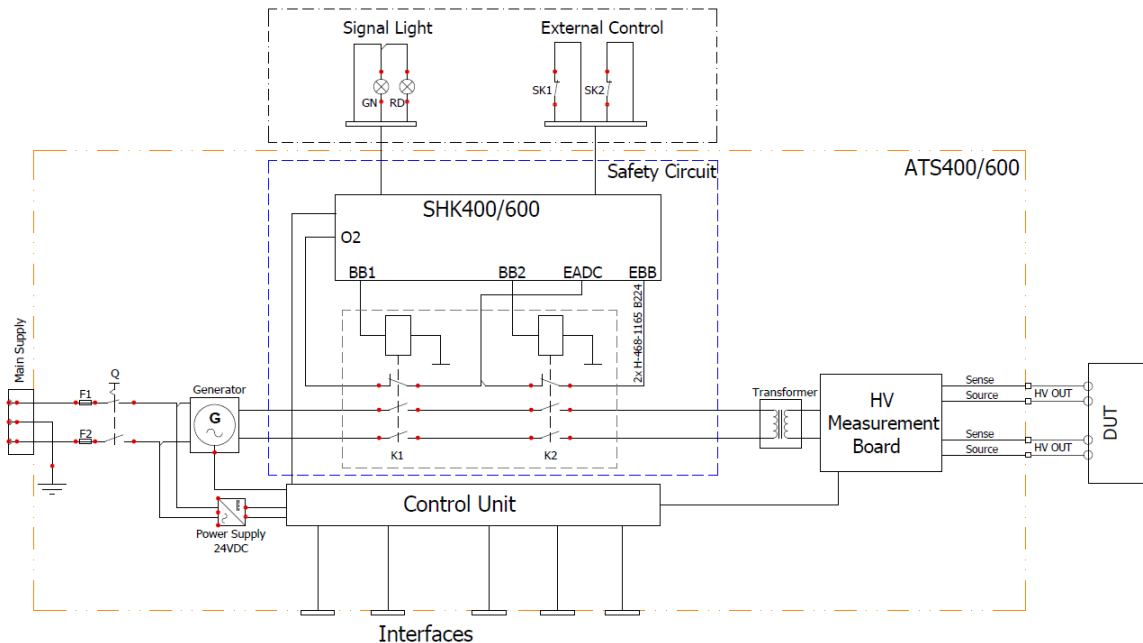 Signal Light
External Control
GN
RD
SK1
SK2
Safety Circuit
ATS400/600
SHK400/600
O2
BB1
BB2
EADC
EBB
2x H-468-1165 B224
Main Supply
F1
Q
F2
Generator
G
K1
K2
Transformer
HV
Measurement
Board
Sense
Source
HV OUT
Sense
Source
HV OUT
DUT
Control Unit
Power Supply
24VDC
Interfaces